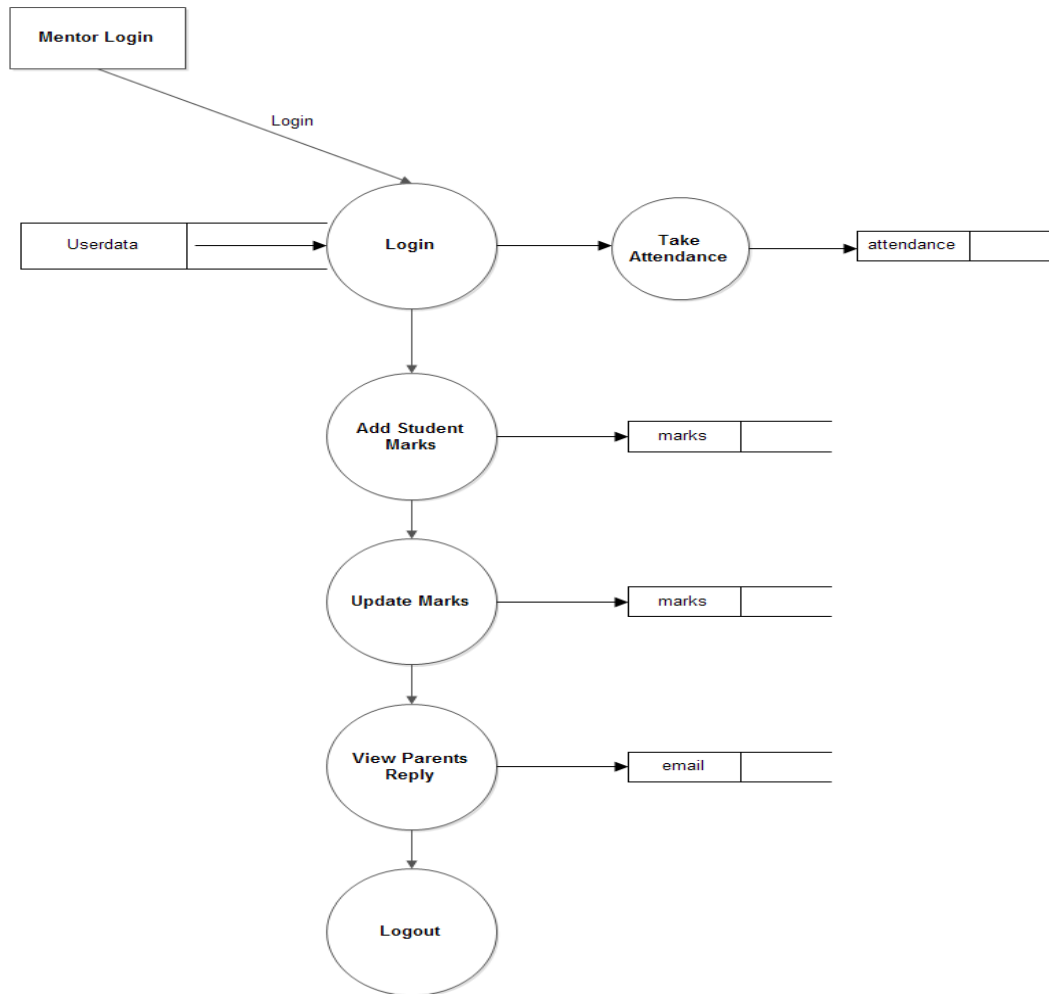 Mentor Login
Login
Userdata
Login
Take
Attendance
attendance
Add Student
Marks
marks
Update Marks
marks
View Parents
Reply
email
Logout